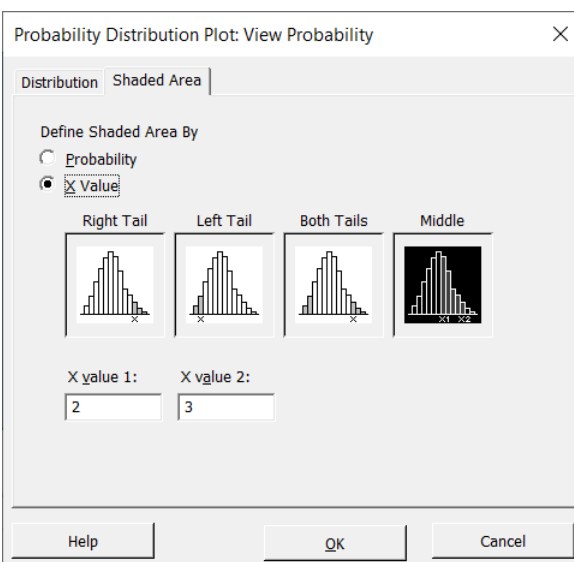 Probability Distribution Plot: View Probability
Distribution Shaded Area
Define Shaded Area By
Probability
X Value
Right Tail Left Tail Both Tails Middle
X X X X1 X2
X value 1: X value 2:
2 3
Help OK Cancel